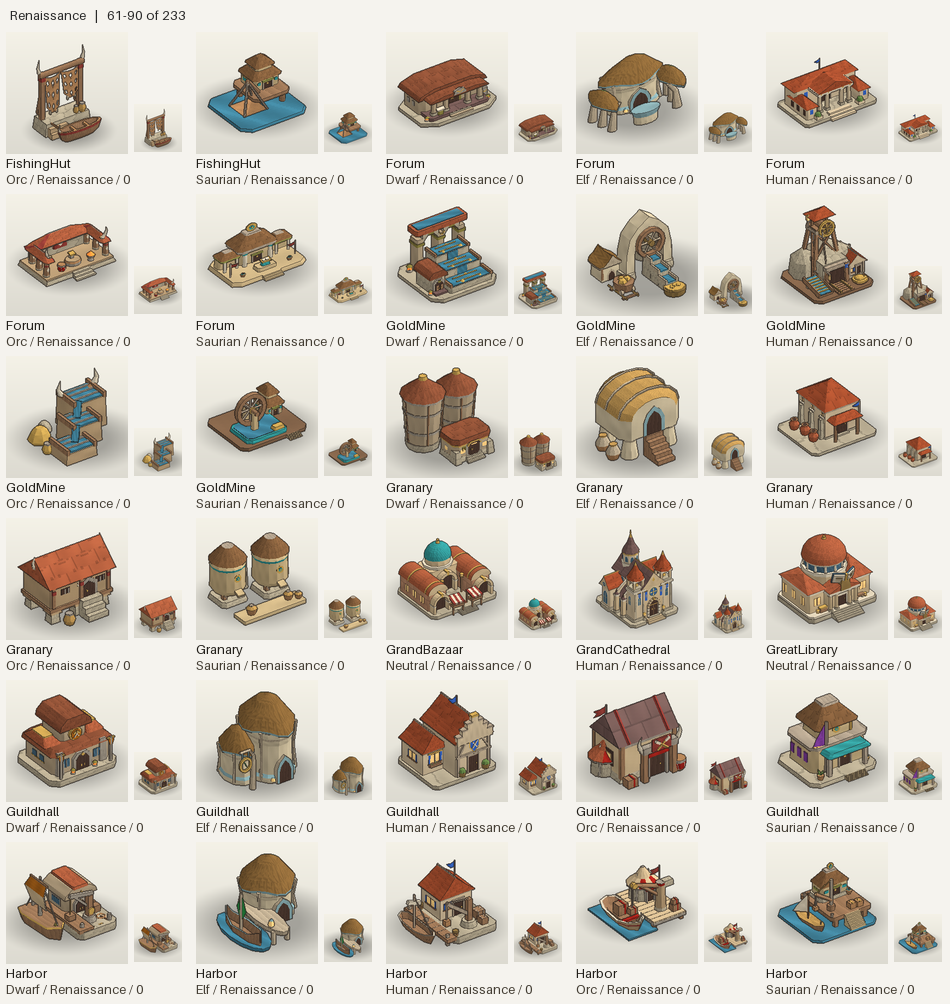 Renaissance | 61-90 of 233
FishingHut
Orc / Renaissance / 0
FishingHut
Saurian / Renaissance / 0
Forum
Dwarf / Renaissance / 0
Forum
Elf / Renaissance / 0
Forum
Human / Renaissance / 0
Forum
Orc / Renaissance / 0
Forum
Saurian / Renaissance / 0
GoldMine
Dwarf / Renaissance / 0
GoldMine
Elf / Renaissance / 0
GoldMine
Human / Renaissance / 0
GoldMine
Orc / Renaissance / 0
GoldMine
Saurian / Renaissance / 0
Granary
Dwarf / Renaissance / 0
Granary
Elf / Renaissance / 0
Granary
Human / Renaissance / 0
Granary
Orc / Renaissance / 0
Granary
Saurian / Renaissance / 0
GrandBazaar
Neutral / Renaissance / 0
GrandCathedral
Human / Renaissance / 0
GreatLibrary
Neutral / Renaissance / 0
Guildhall
Dwarf / Renaissance / 0
Guildhall
Elf / Renaissance / 0
Guildhall
Human / Renaissance / 0
Guildhall
Orc / Renaissance / 0
Guildhall
Saurian / Renaissance / 0
Harbor
Dwarf / Renaissance / 0
Harbor
Elf / Renaissance / 0
Harbor
Human / Renaissance / 0
Harbor
Orc / Renaissance / 0
Harbor
Saurian / Renaissance / 0